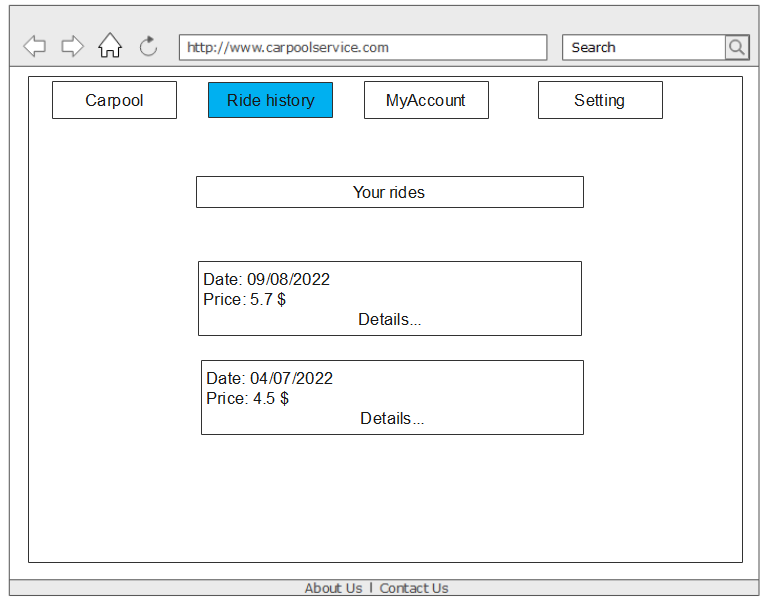 http://www.carpoolservice.com Search
Carpool Ride history MyAccount Setting
Your rides
Date: 09/08/2022
Price: 5.7 $
Details...
Date: 04/07/2022
Price: 4.5 $
Details...
About Us | Contact Us